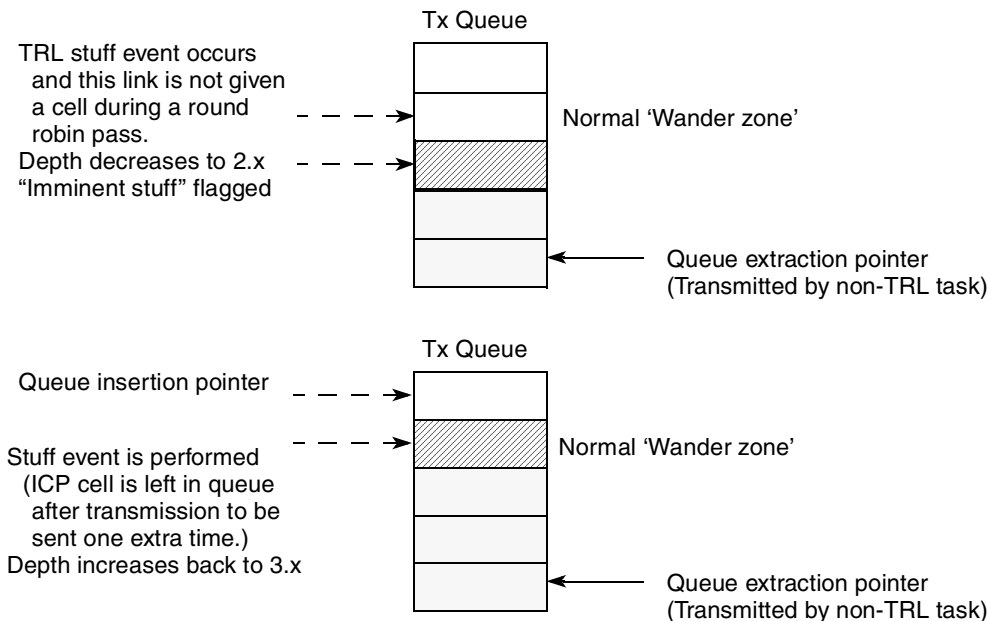 Tx Queue
TRL stuff event occurs
and this link is not given
a cell during a round
robin pass.
Depth decreases to 2.x
“Imminent stuff” flagged
Normal ‘Wander zone’
Queue extraction pointer
(Transmitted by non-TRL task)
Tx Queue
Queue insertion pointer
Stuff event is performed
(ICP cell is left in queue
after transmission to be
sent one extra time.)
Depth increases back to 3.x
Normal ‘Wander zone’
Queue extraction pointer
(Transmitted by non-TRL task)